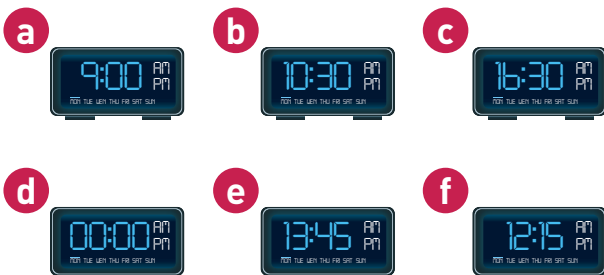 a
9:00 AM
PM
MON TUE WEN THU FRI SAT SUN
b
10:30 AM
PM
MON TUE WEN THU FRI SAT SUN
c
16:30 AM
PM
MON TUE WEN THU FRI SAT SUN
d
00:00 AM
PM
MON TUE WEN THU FRI SAT SUN
e
13:45 AM
PM
MON TUE WEN THU FRI SAT SUN
f
12:15 AM
PM
MON TUE WEN THU FRI SAT SUN